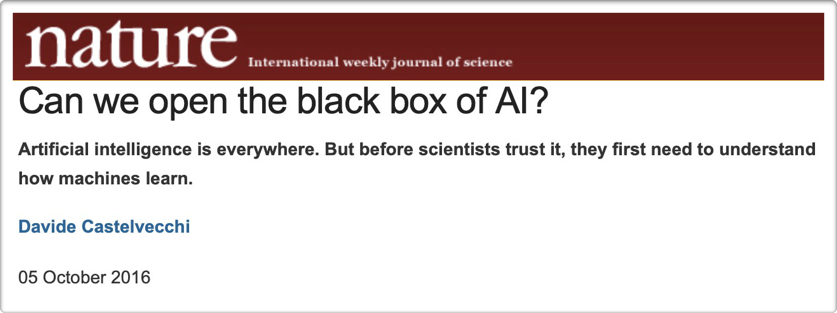 nature International weekly journal of science
Can we open the black box of AI?
Artificial intelligence is everywhere. But before scientists trust it, they first need to understand
how machines learn.
Davide Castelvecchi
05 October 2016